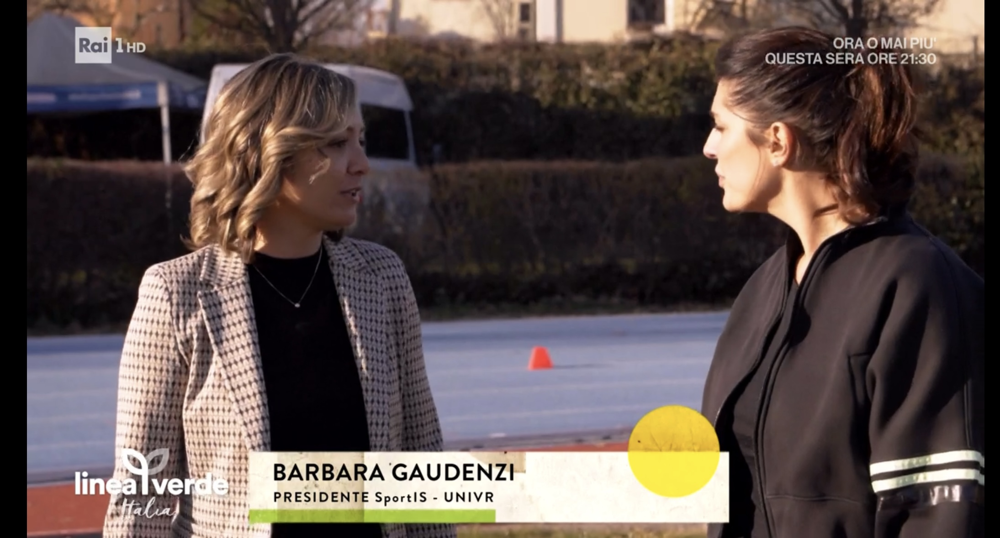 Rai 1 HD
ORA O MAI PIU'
QUESTA SERA ORE 21:30
BARBARA GAUDENZI
PRESIDENTE SportIS - UNIVR
linea verde
Italia